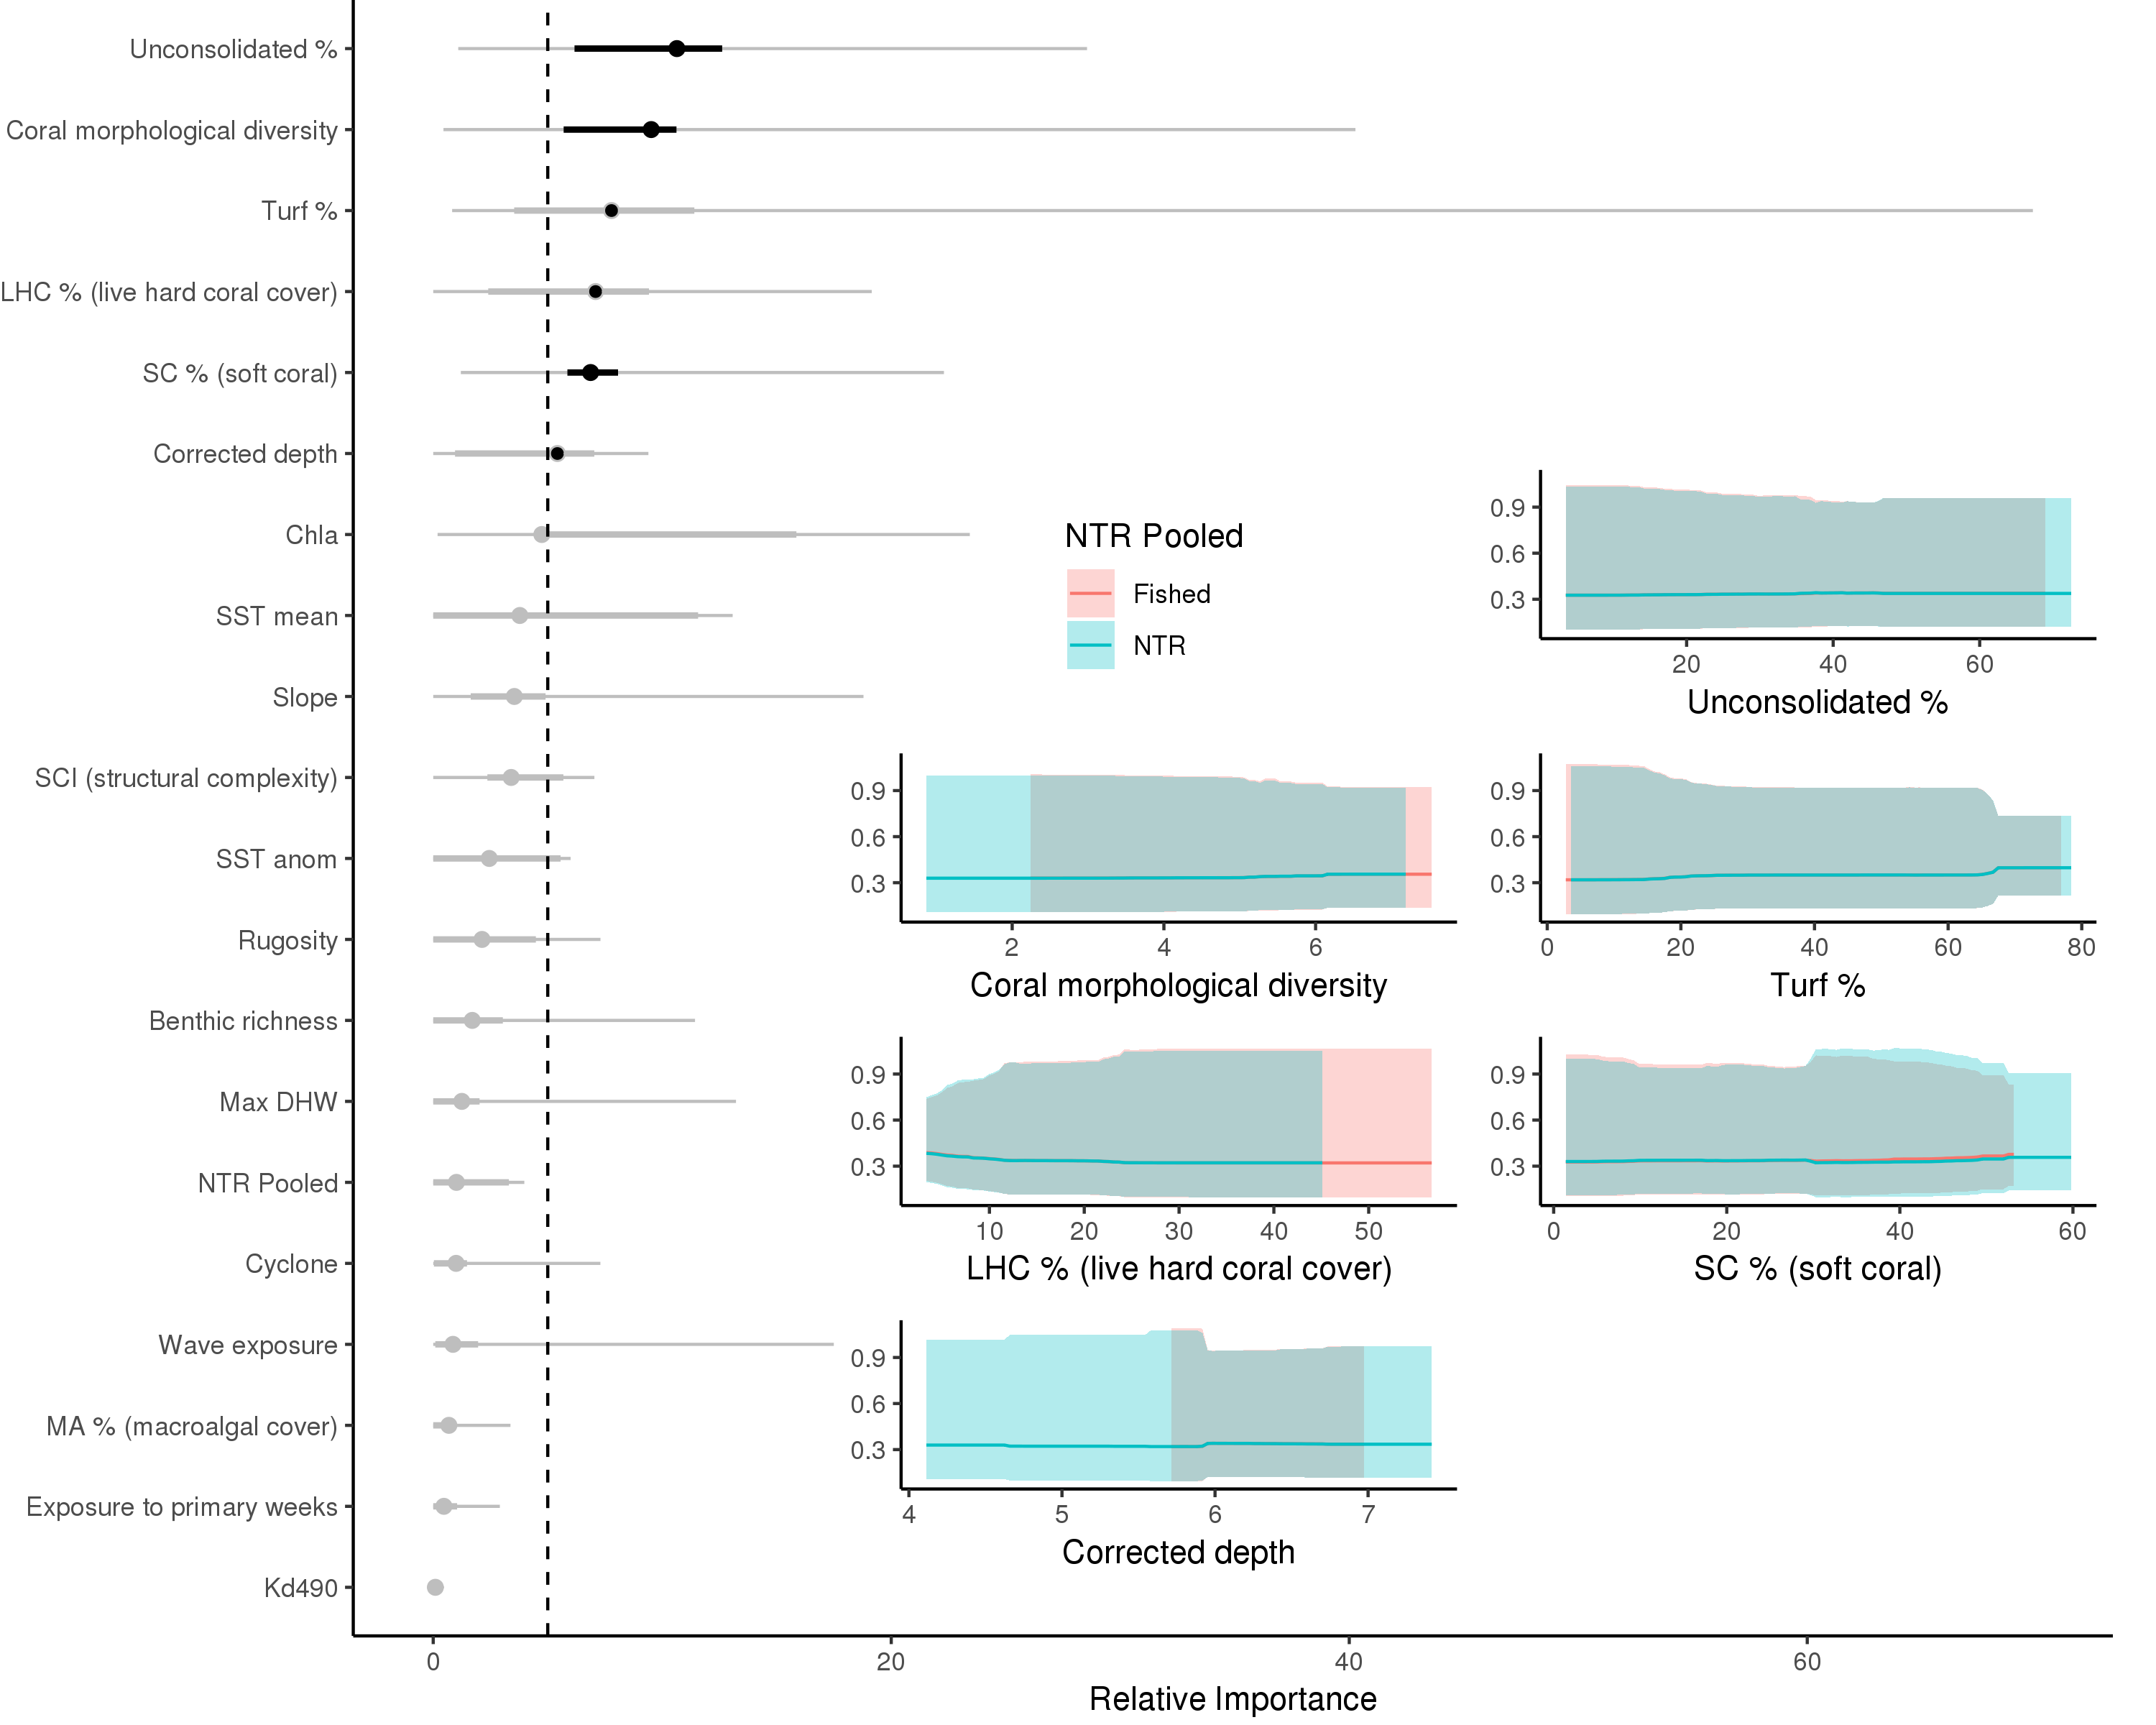 Unconsolidated %
Coral morphological diversity
Turf %
LHC % (live hard coral cover)
SC % (soft coral)
Corrected depth
Chla
SST mean
Slope
SCI (structural complexity)
SST anom
Rugosity
Benthic richness
Max DHW
NTR Pooled
Cyclone
Wave exposure
MA % (macroalgal cover)
Exposure to primary weeks
Kd490
0 20 40 60
Relative Importance
NTR Pooled
Fished
NTR
0.9
0.6
0.3
20 40 60
Unconsolidated %
0.9
0.6
0.3
2 4 6
Coral morphological diversity
0.9
0.6
0.3
0 20 40 60 80
Turf %
0.9
0.6
0.3
10 20 30 40 50
LHC % (live hard coral cover)
0.9
0.6
0.3
0 20 40 60
SC % (soft coral)
0.9
0.6
0.3
4 5 6 7
Corrected depth